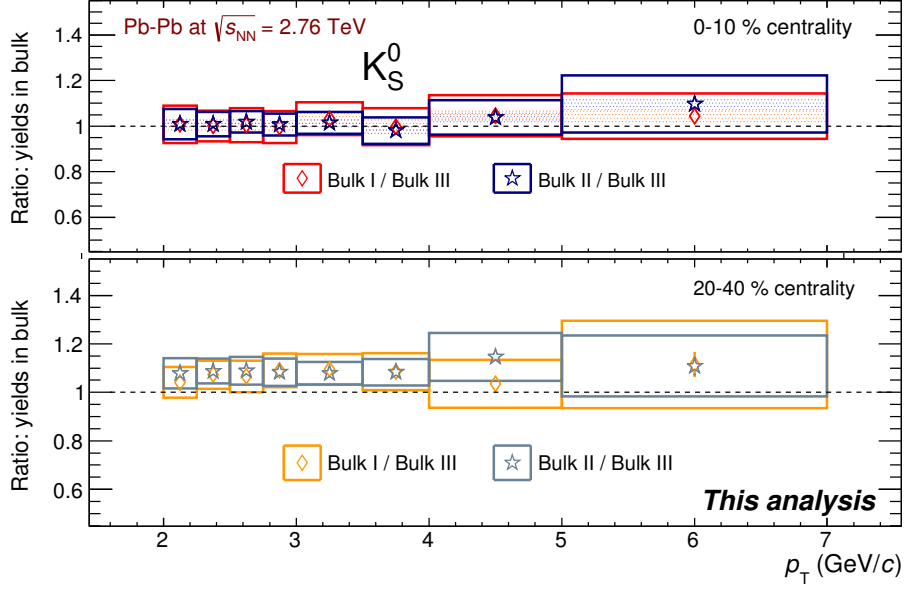 Pb-Pb at √s_NN = 2.76 TeV
0-10 % centrality
K_S^0
Ratio: yields in bulk
1.4
1.2
1
0.8
0.6
Bulk I / Bulk III
Bulk II / Bulk III
20-40 % centrality
Ratio: yields in bulk
1.4
1.2
1
0.8
0.6
Bulk I / Bulk III
Bulk II / Bulk III
This analysis
2 3 4 5 6 7
p_T (GeV/c)